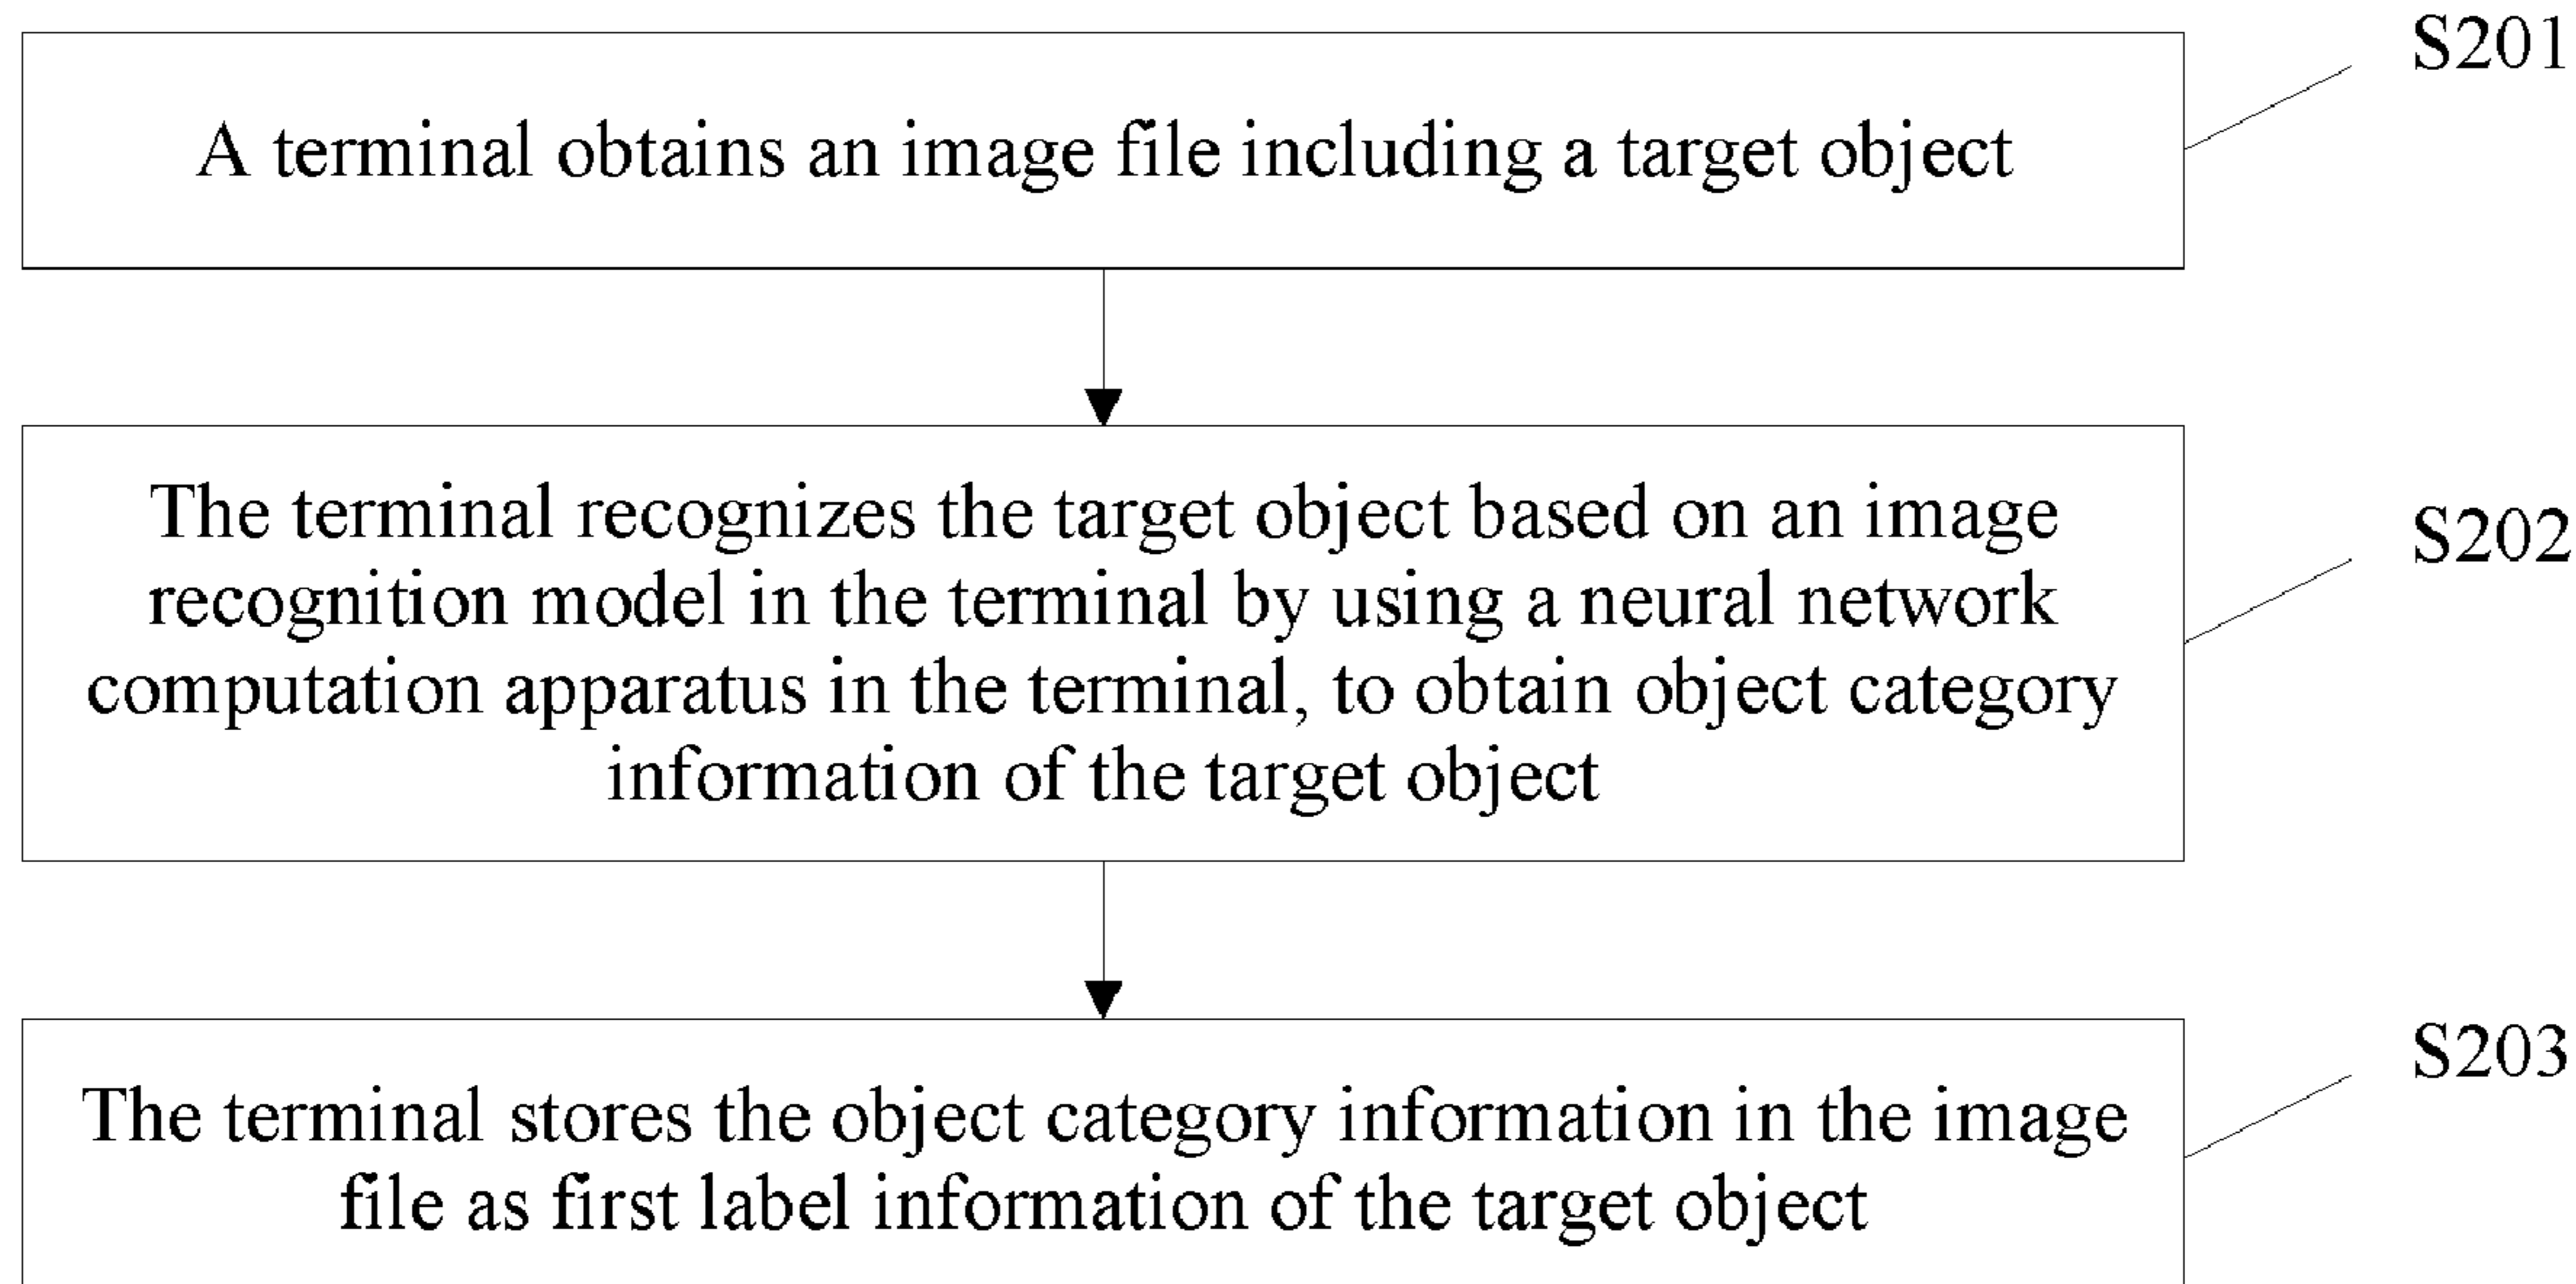 S201
A terminal obtains an image file including a target object
The terminal recognizes the target object based on an image
S202
recognition model in the terminal by using a neural network
computation apparatus in the terminal, to obtain object category
information of the target object
S203
The terminal stores the object category information in the image
file as first label information of the target object